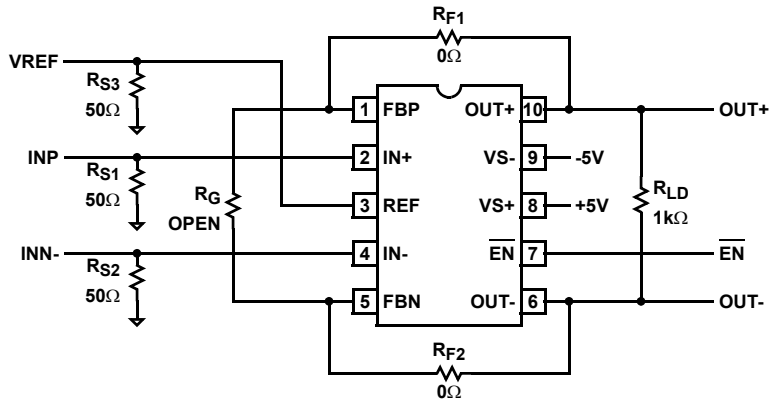 RF1
0Ω
VREF
RS3
50Ω
1 FBP OUT+ 10 OUT+
INP
RS1
50Ω
2 IN+ VS- 9 -5V
RG
OPEN
3 REF VS+ 8 +5V
RLD
1kΩ
INN-
RS2
50Ω
4 IN- EN 7 EN
5 FBN OUT- 6 OUT-
RF2
0Ω